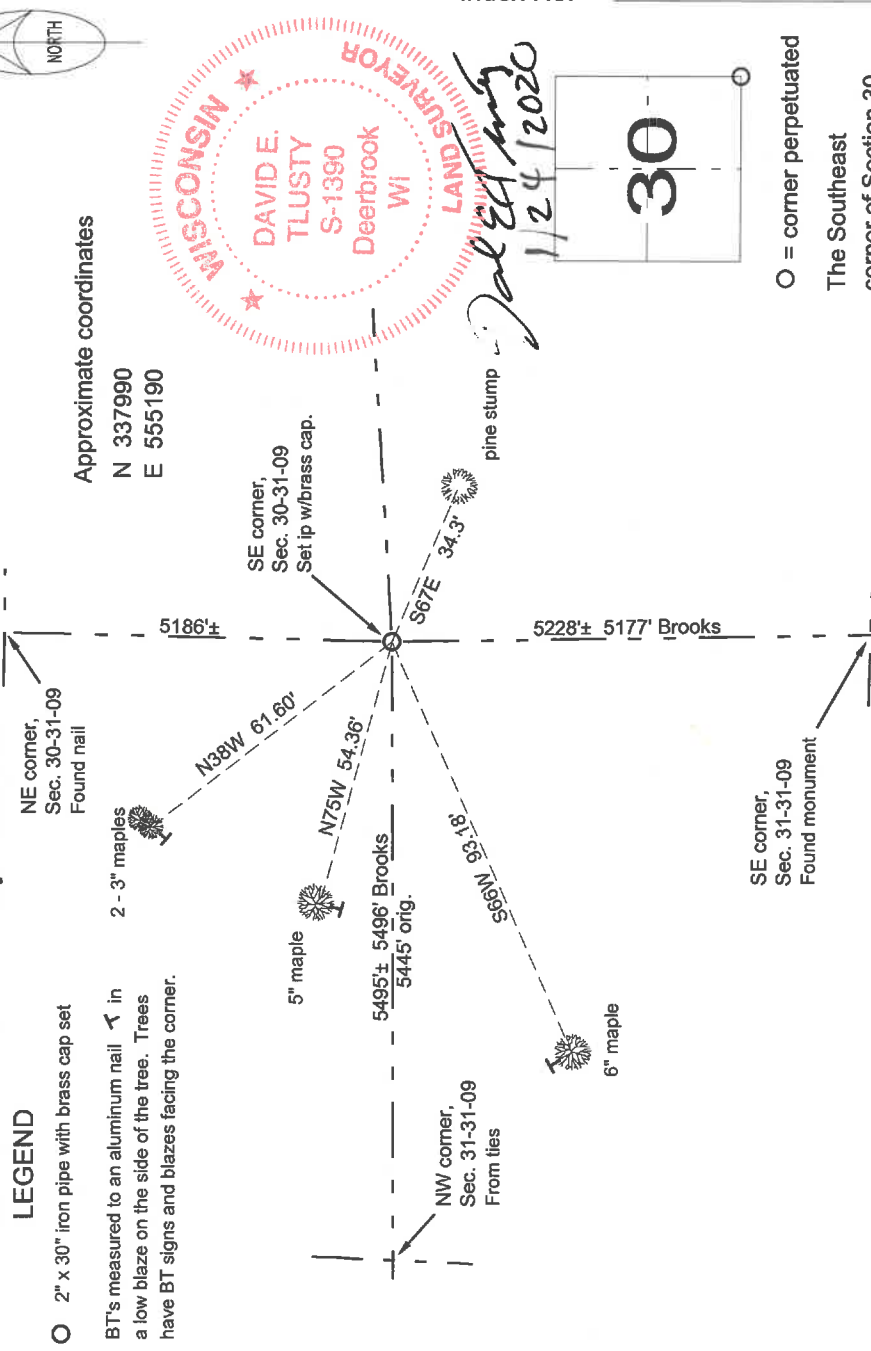 LEGEND
2" x 30" iron pipe with brass cap set
BT's measured to an aluminum nail in
a low blaze on the side of the tree. Trees
have BT signs and blazes facing the corner.
NE corner,
Sec. 30-31-09
Found nail
Approximate coordinates
N 337990
E 555190
NORTH
WISCONSIN
DAVID E.
TLUSTY
S-1390
Deerbrook
Wi
LAND SURVEYOR
1/24/2020
2 - 3" maples
N38W 61.60'
5186'±
SE corner,
Sec. 30-31-09
Set ip w/brass cap.
5" maple
N75W 54.36'
S67E 34.3'
pine stump
NW corner,
Sec. 31-31-09
From ties
5495'± 5496' Brooks
5445' orig.
S66W 93.18'
6" maple
5228'± 5177' Brooks
SE corner,
Sec. 31-31-09
Found monument
30
O = corner perpetuated
The Southeast
corner of Section 30